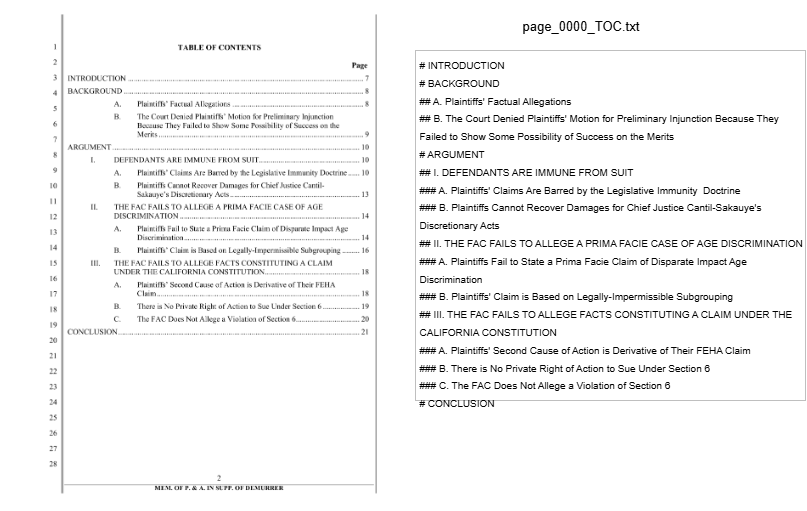 TABLE OF CONTENTS
Page
INTRODUCTION 7
BACKGROUND 8
A. Plaintiffs' Factual Allegations 8
B. The Court Denied Plaintiffs' Motion for Preliminary Injunction
Because They Failed to Show Some Possibility of Success on the
Merits 9
ARGUMENT 10
I. DEFENDANTS ARE IMMUNE FROM SUIT 10
A. Plaintiffs' Claims Are Barred by the Legislative Immunity Doctrine 10
B. Plaintiffs Cannot Recover Damages for Chief Justice Cantil-
Sakauye's Discretionary Acts 13
II. THE FAC FAILS TO ALLEGE A PRIMA FACIE CASE OF AGE
DISCRIMINATION 14
A. Plaintiffs Fail to State a Prima Facie Claim of Disparate Impact Age
Discrimination 14
B. Plaintiffs' Claim is Based on Legally-Impermissible Subgrouping 16
III. THE FAC FAILS TO ALLEGE FACTS CONSTITUTING A CLAIM
UNDER THE CALIFORNIA CONSTITUTION 18
A. Plaintiffs' Second Cause of Action is Derivative of Their FEHA
Claim 18
B. There is No Private Right of Action to Sue Under Section 6 19
C. The FAC Does Not Allege a Violation of Section 6 20
CONCLUSION 21
1
2
3
4
5
6
7
8
9
10
11
12
13
14
15
16
17
18
19
20
21
22
23
24
25
26
27
28
2
MEM. OF P. & A. IN SUPP. OF DEMURRER
page_0000_TOC.txt
# INTRODUCTION
# BACKGROUND
## A. Plaintiffs' Factual Allegations
## B. The Court Denied Plaintiffs' Motion for Preliminary Injunction Because They
Failed to Show Some Possibility of Success on the Merits
# ARGUMENT
## I. DEFENDANTS ARE IMMUNE FROM SUIT
### A. Plaintiffs' Claims Are Barred by the Legislative Immunity  Doctrine
### B. Plaintiffs Cannot Recover Damages for Chief Justice Cantil-Sakauye's
Discretionary Acts
## II. THE FAC FAILS TO ALLEGE A PRIMA FACIE CASE OF AGE DISCRIMINATION
### A. Plaintiffs Fail to State a Prima Facie Claim of Disparate Impact Age
Discrimination
### B. Plaintiffs' Claim is Based on Legally-Impermissible Subgrouping
## III. THE FAC FAILS TO ALLEGE FACTS CONSTITUTING A CLAIM UNDER THE
CALIFORNIA CONSTITUTION
### A. Plaintiffs' Second Cause of Action is Derivative of Their FEHA Claim
### B. There is No Private Right of Action to Sue Under Section 6
### C. The FAC Does Not Allege a Violation of Section 6
# CONCLUSION